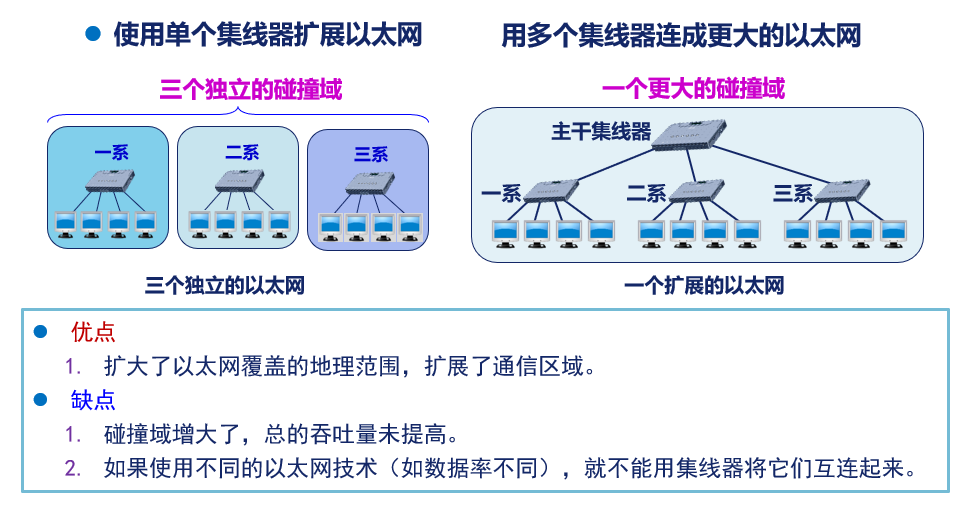 使用单个集线器扩展以太网
用多个集线器连成更大的以太网
三个独立的碰撞域
一个更大的碰撞域
主干集线器
一系
二系
三系
一系
二系
三系
三个独立的以太网
一个扩展的以太网
优点
1. 扩大了以太网覆盖的地理范围，扩展了通信区域。
缺点
1. 碰撞域增大了，总的吞吐量未提高。
2. 如果使用不同的以太网技术（如数据率不同），就不能用集线器将它们互连起来。